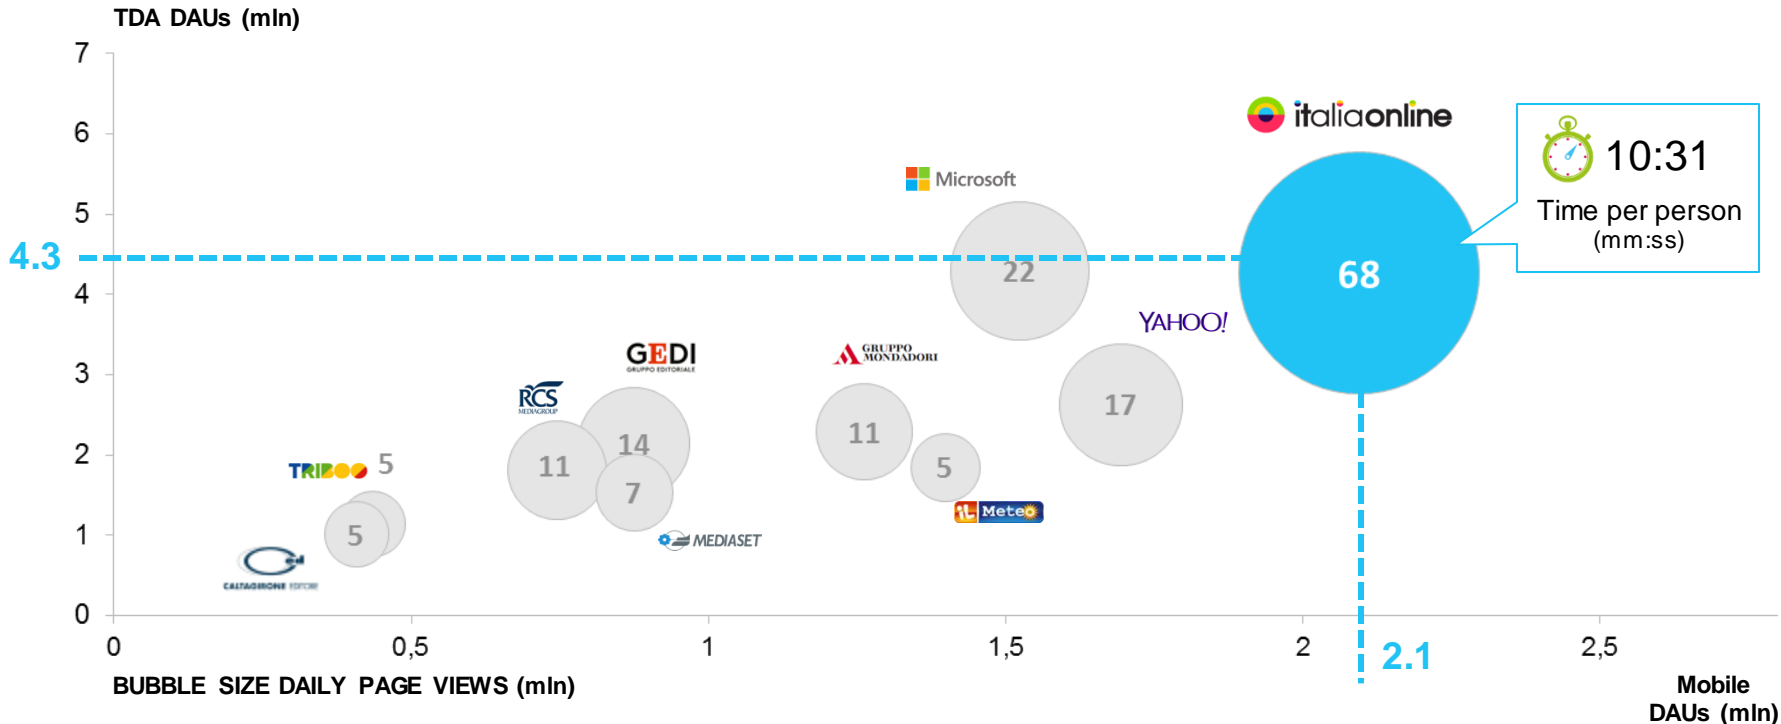 TDA DAUs (mln)
7
6
5
4
3
2
1
0
4.3
italiaonline
10:31
Time per person
(mm:ss)
Microsoft
22
68
YAHOO!
17
GRUPPO
MONDADORI
11
5
iL Meteo
GEDI
GRUPPO EDITORIALE
14
RCS
MEDIAGROUP
11
7
MEDIASET
TRIBOO
5
5
Ced
CALTAGIRONE EDITORE
0
0,5
1
1,5
2
2,5
2.1
BUBBLE SIZE DAILY PAGE VIEWS (mln)
Mobile
DAUs (mln)